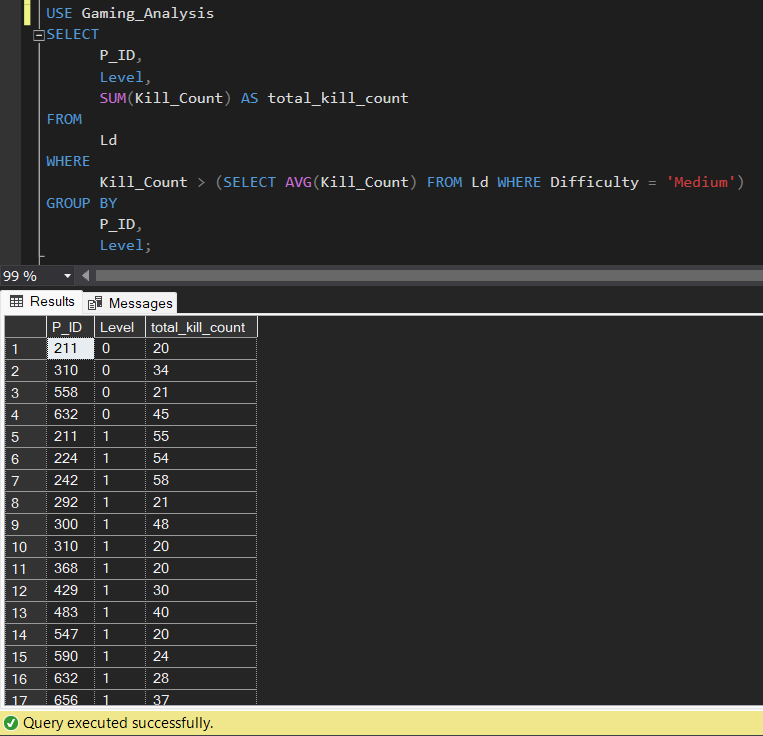 USE Gaming_Analysis
SELECT
P_ID,
Level,
SUM(Kill_Count) AS total_kill_count
FROM
Ld
WHERE
Kill_Count > (SELECT AVG(Kill_Count) FROM Ld WHERE Difficulty = 'Medium')
GROUP BY
P_ID,
Level;
99 %
Results Messages
P_ID Level total_kill_count
1 211 0 20
2 310 0 34
3 558 0 21
4 632 0 45
5 211 1 55
6 224 1 54
7 242 1 58
8 292 1 21
9 300 1 48
10 310 1 20
11 368 1 20
12 429 1 30
13 483 1 40
14 547 1 20
15 590 1 24
16 632 1 28
17 656 1 37
Query executed successfully.